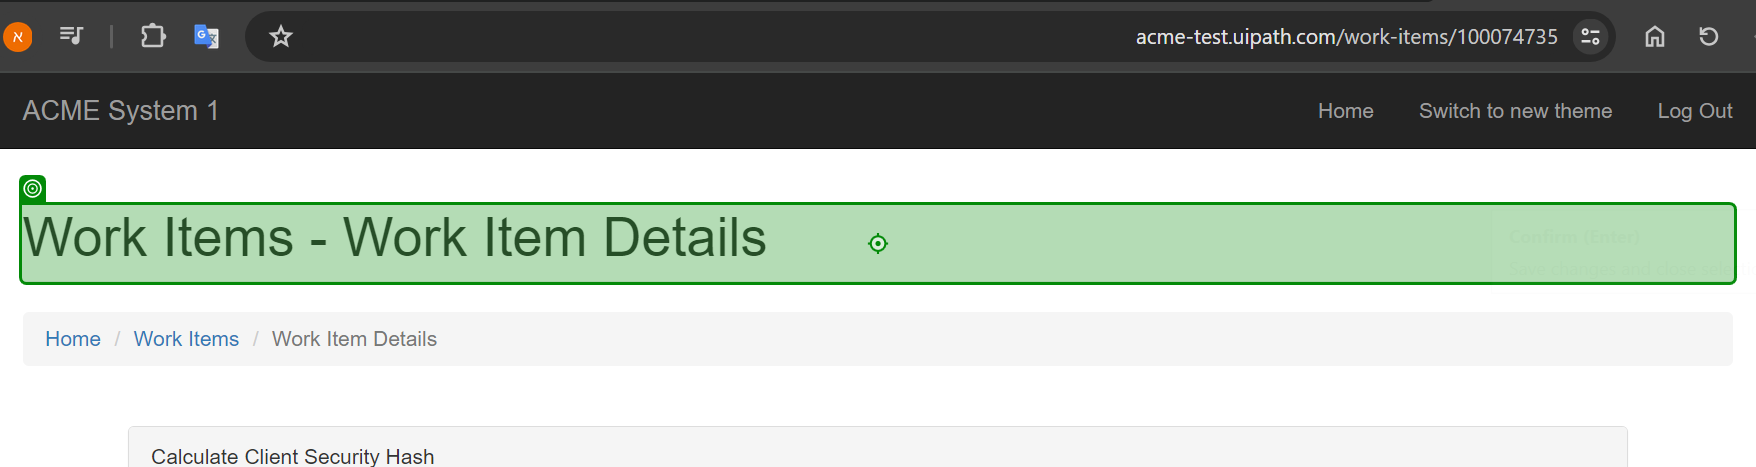 א
acme-test.uipath.com/work-items/100074735
ACME System 1
Home
Switch to new theme
Log Out
Work Items - Work Item Details
Confirm (Enter)
Home / Work Items / Work Item Details
Calculate Client Security Hash